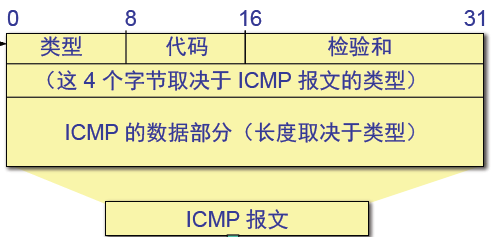 0 8 16 31
类型 代码 检验和
（这 4 个字节取决于 ICMP 报文的类型）
ICMP 的数据部分（长度取决于类型）
ICMP 报文